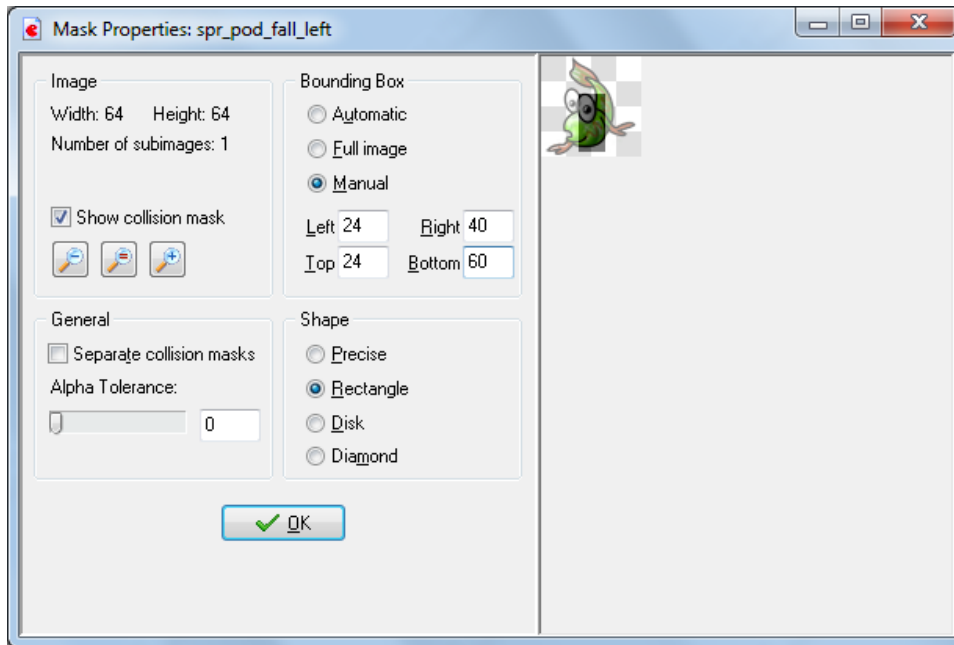 Mask Properties: spr_pod_fall_left
Image
Width: 64 Height: 64
Number of subimages: 1
Show collision mask
Bounding Box
Automatic
Full image
Manual
Left 24 Right 40
Top 24 Bottom 60
General
Separate collision masks
Alpha Tolerance:
0
Shape
Precise
Rectangle
Disk
Diamond
OK